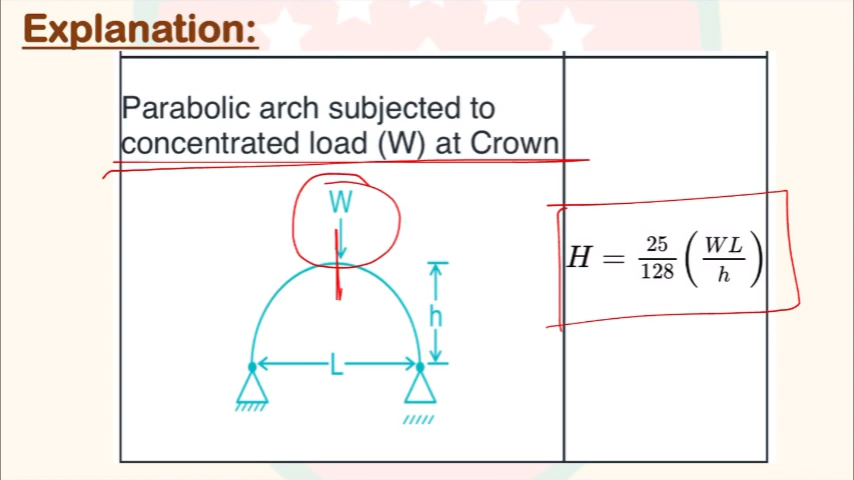 Explanation:
Parabolic arch subjected to
concentrated load (W) at Crown
W
H = 25/128 (WL/h)
h
L